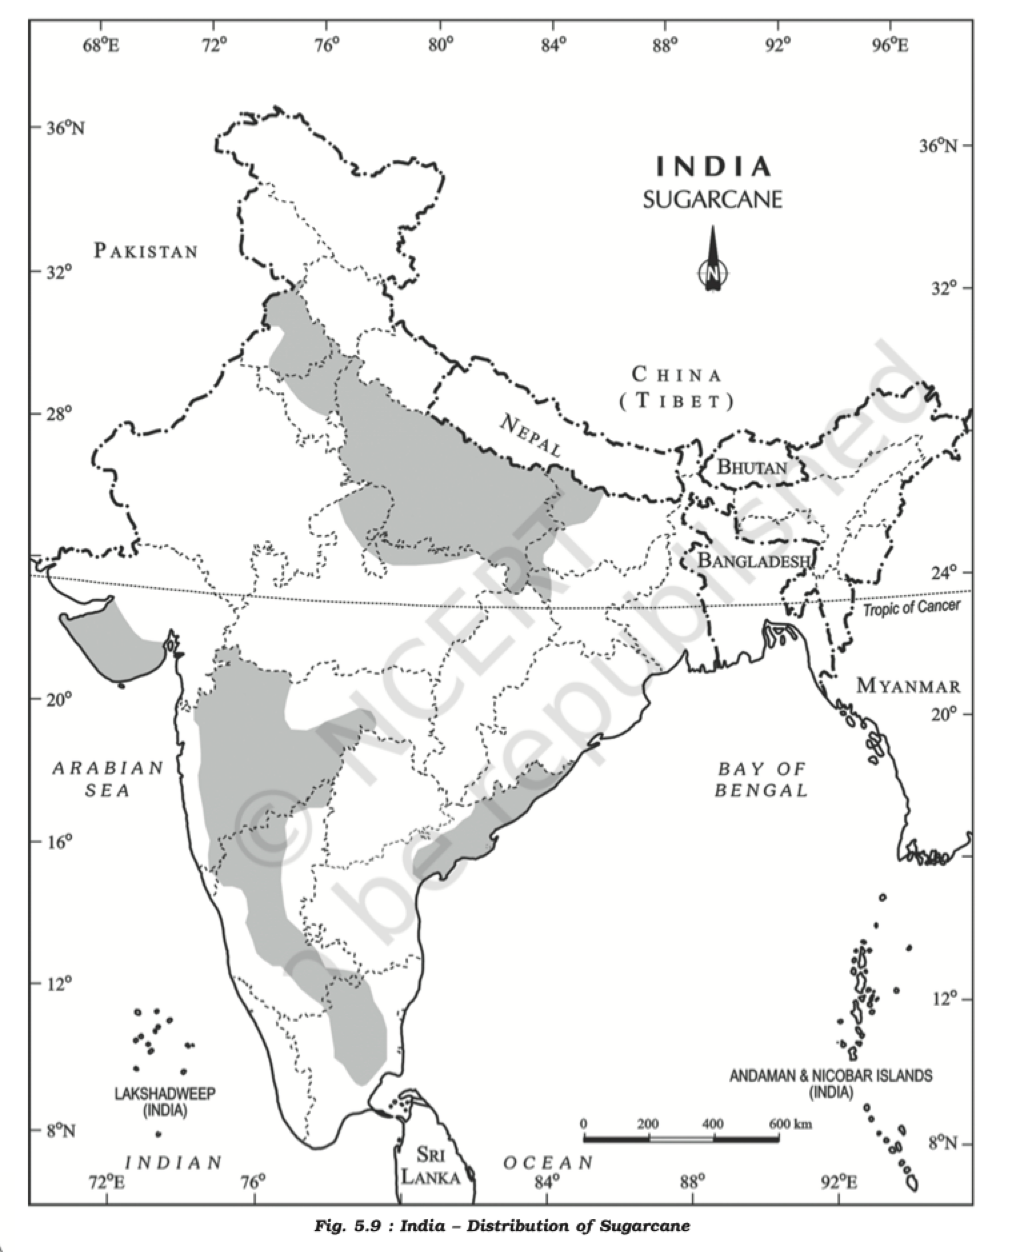 68°E 72° 76° 80° 84° 88° 92° 96°E
36°N
36°N
INDIA
SUGARCANE
N
PAKISTAN
32°
32°
CHINA
(TIBET)
28°
NEPAL
BHUTAN
BANGLADESH
24°
Tropic of Cancer
MYANMAR
20°
20°
ARABIAN
SEA
BAY OF
BENGAL
© NCERT
be republished
16°
12°
12°
LAKSHADWEEP
(INDIA)
ANDAMAN & NICOBAR ISLANDS
(INDIA)
0 200 400 600 km
8°N
8°N
SRI
LANKA
INDIAN OCEAN
72°E 76° 84° 88° 92°E
Fig. 5.9 : India – Distribution of Sugarcane